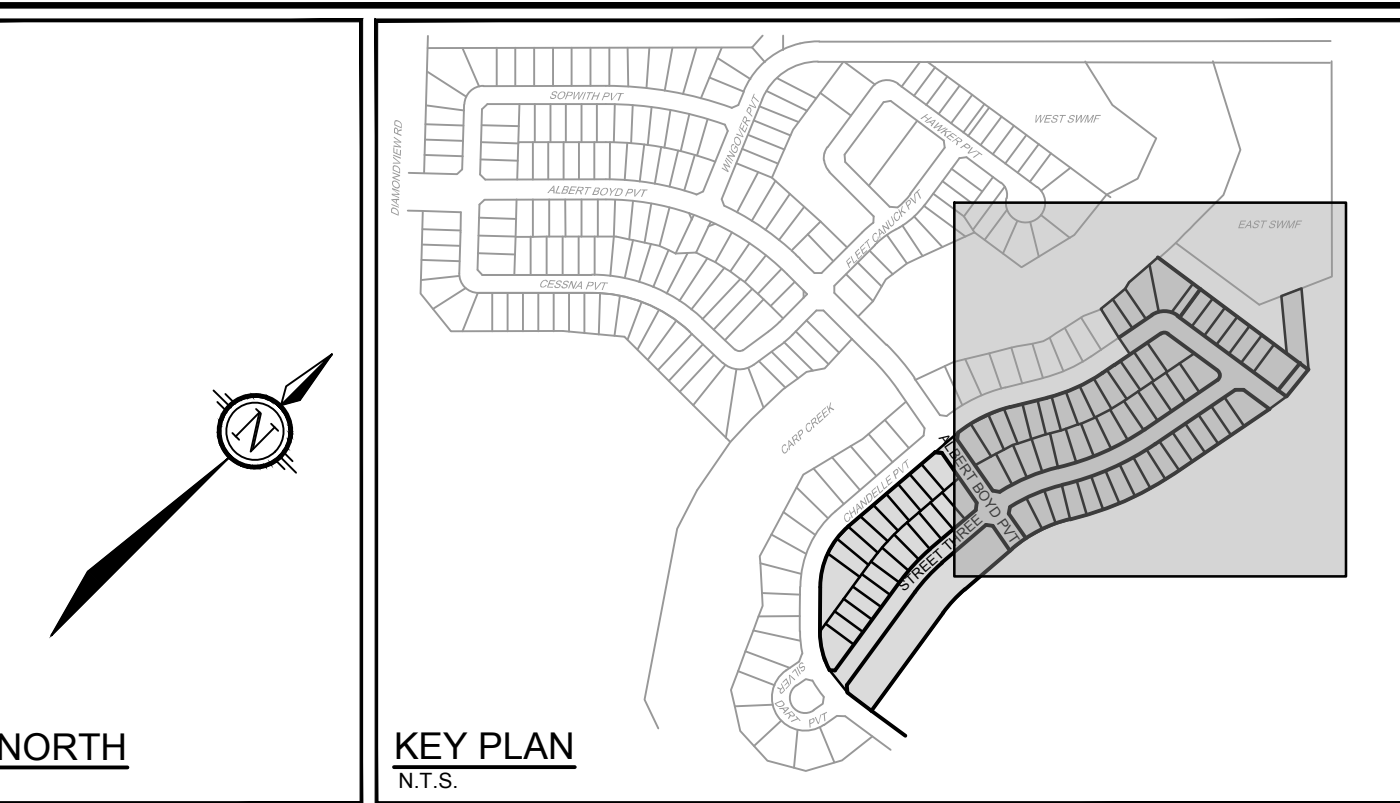 SOPWITH PVT
WINGOVER PVT
HAWKER PVT
WEST SWMF
DIAMONDVIEW RD
ALBERT BOYD PVT
FLEET CANUCK PVT
EAST SWMF
CESSNA PVT
CARP CREEK
CHANDELLE PVT
ALBERT BOYD PVT
STREET THREE
SILVER
DART PVT
N
NORTH
KEY PLAN
N.T.S.